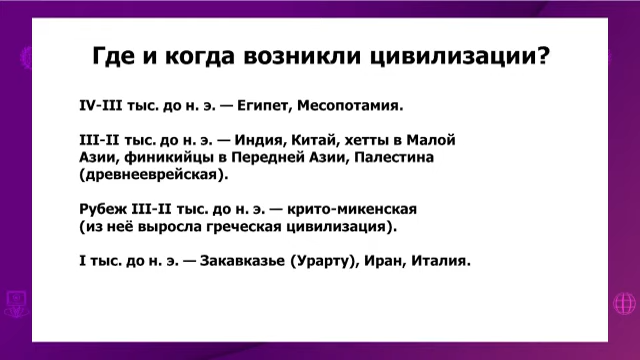 Где и когда возникли цивилизации?
IV-III тыс. до н. э. — Египет, Месопотамия.
III-II тыс. до н. э. — Индия, Китай, хетты в Малой
Азии, финикийцы в Передней Азии, Палестина
(древнееврейская).
Рубеж III-II тыс. до н. э. — крито-микенская
(из неё выросла греческая цивилизация).
I тыс. до н. э. — Закавказье (Урарту), Иран, Италия.